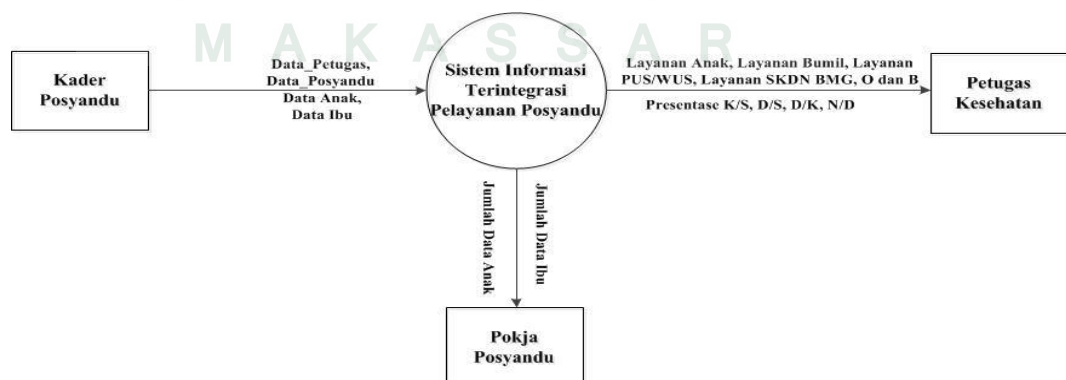 MAKASSAR
Kader
Posyandu
Data_Petugas,
Data_Posyandu
Data Anak,
Data Ibu
Sistem Informasi
Terintegrasi
Pelayanan Posyandu
Layanan Anak, Layanan Bumil, Layanan
PUS/WUS, Layanan SKDN BMG, O dan B
Presentase K/S, D/S, D/K, N/D
Petugas
Kesehatan
Jumlah Data Anak
Jumlah Data Ibu
Pokja
Posyandu